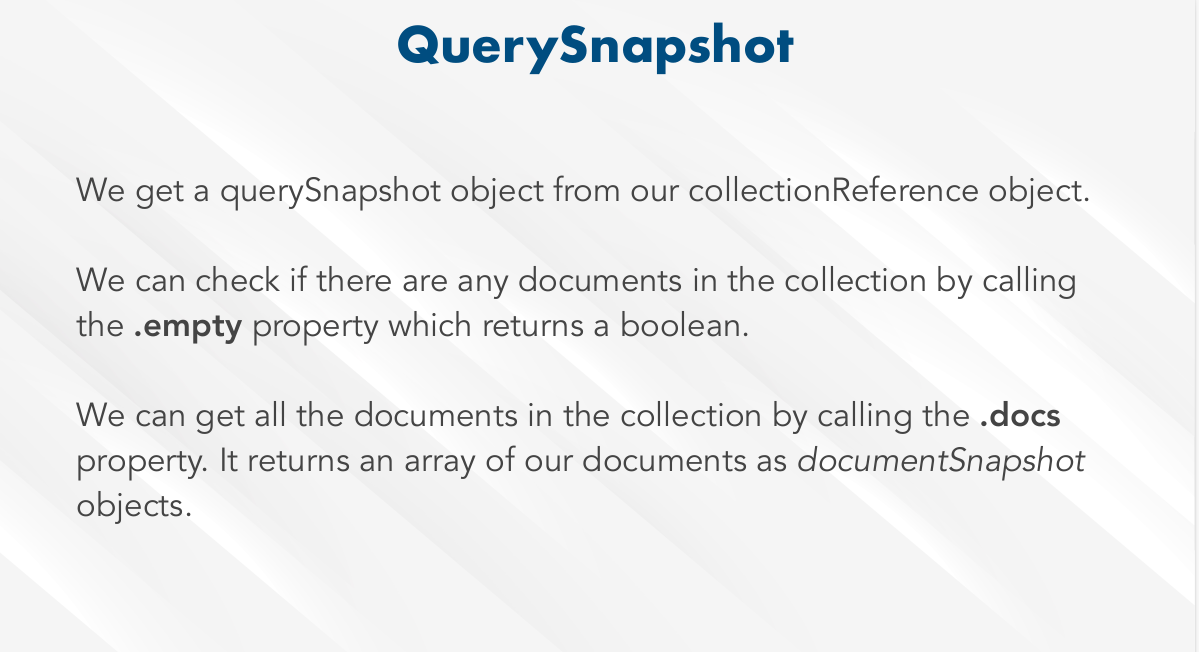 QuerySnapshot
We get a querySnapshot object from our collectionReference object.
We can check if there are any documents in the collection by calling
the .empty property which returns a boolean.
We can get all the documents in the collection by calling the .docs
property. It returns an array of our documents as documentSnapshot
objects.